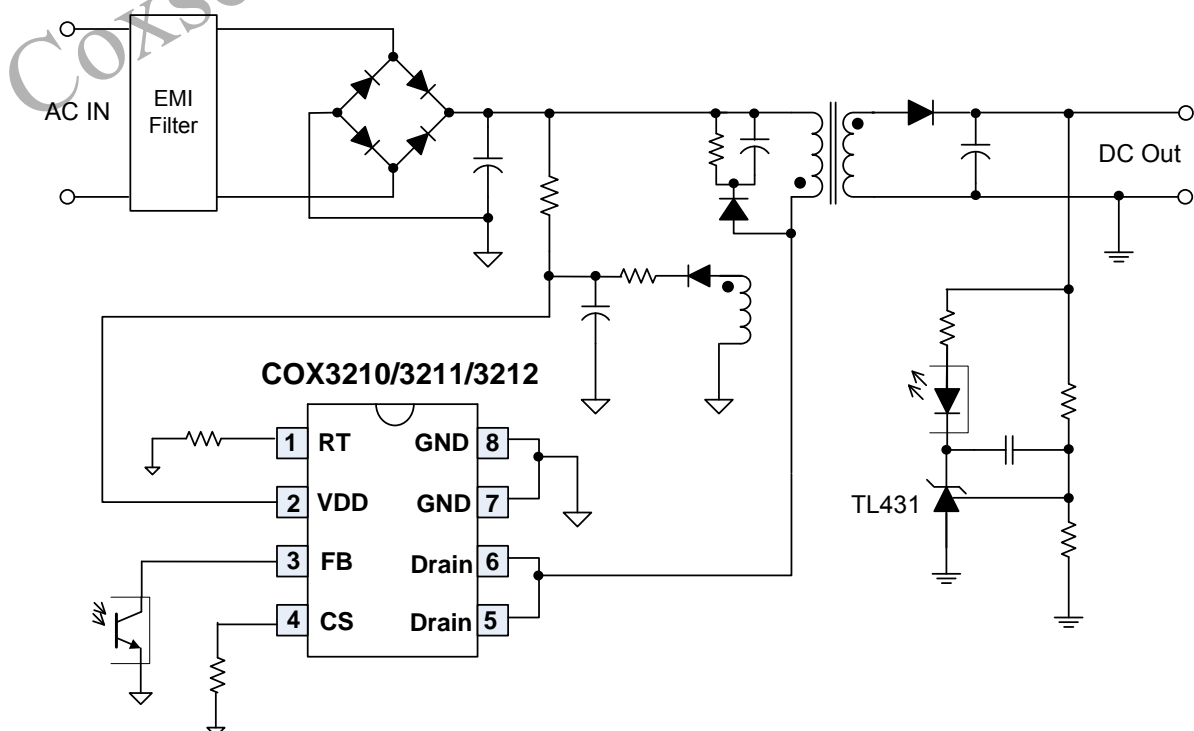 AC IN
EMI
Filter
DC Out
COX3210/3211/3212
1 RT GND 8
2 VDD GND 7
3 FB Drain 6
4 CS Drain 5
TL431